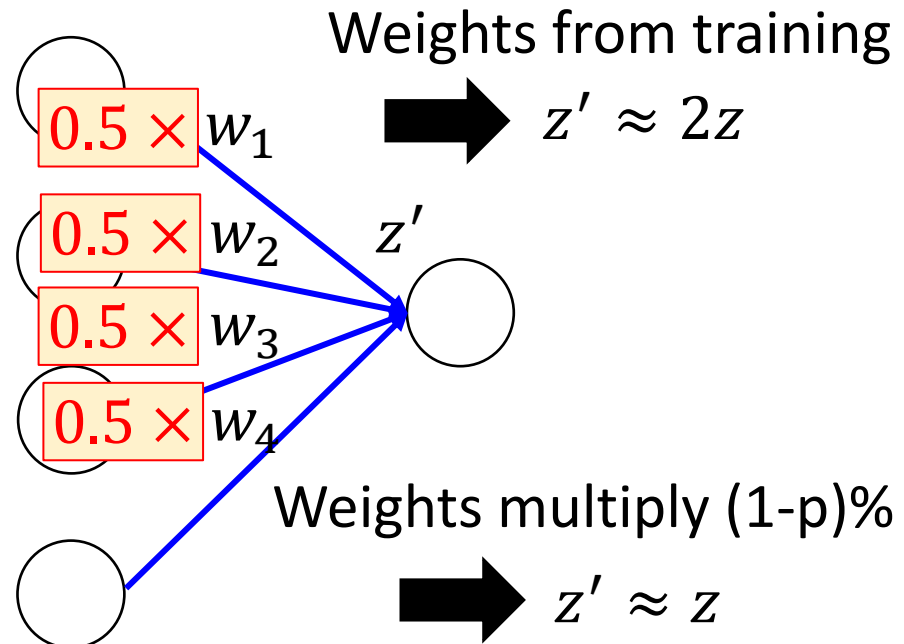 Weights from training
0.5 × w₁
z′ ≈ 2z
0.5 × w₂
z′
0.5 × w₃
0.5 × w₄
Weights multiply (1-p)%
z′ ≈ z